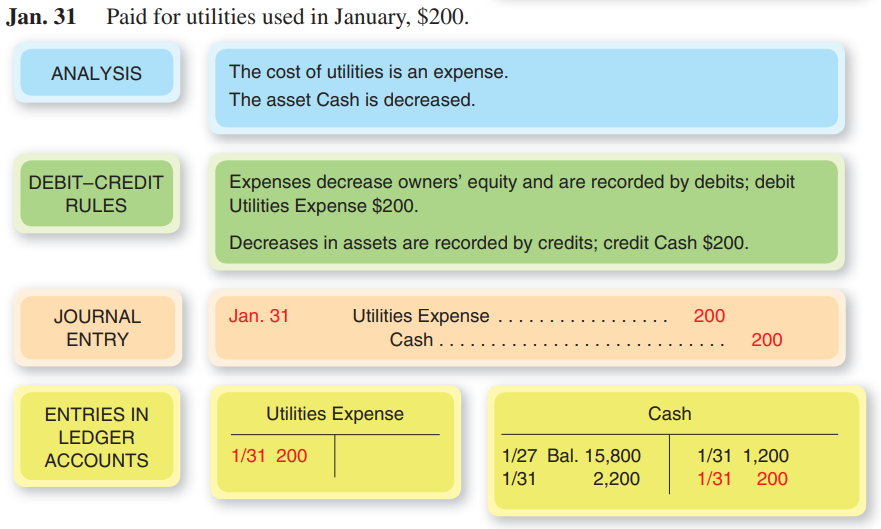 Jan. 31 Paid for utilities used in January, $200.
ANALYSIS
The cost of utilities is an expense.
The asset Cash is decreased.
DEBIT–CREDIT
RULES
Expenses decrease owners’ equity and are recorded by debits; debit
Utilities Expense $200.
Decreases in assets are recorded by credits; credit Cash $200.
JOURNAL
ENTRY
Jan. 31 Utilities Expense . . . . . . . . . . . . . . . . . 200
Cash . . . . . . . . . . . . . . . . . . . . . . . . . . . . 200
ENTRIES IN
LEDGER
ACCOUNTS
Utilities Expense
1/31 200
Cash
1/27 Bal. 15,800 1/31 1,200
1/31 2,200 1/31 200